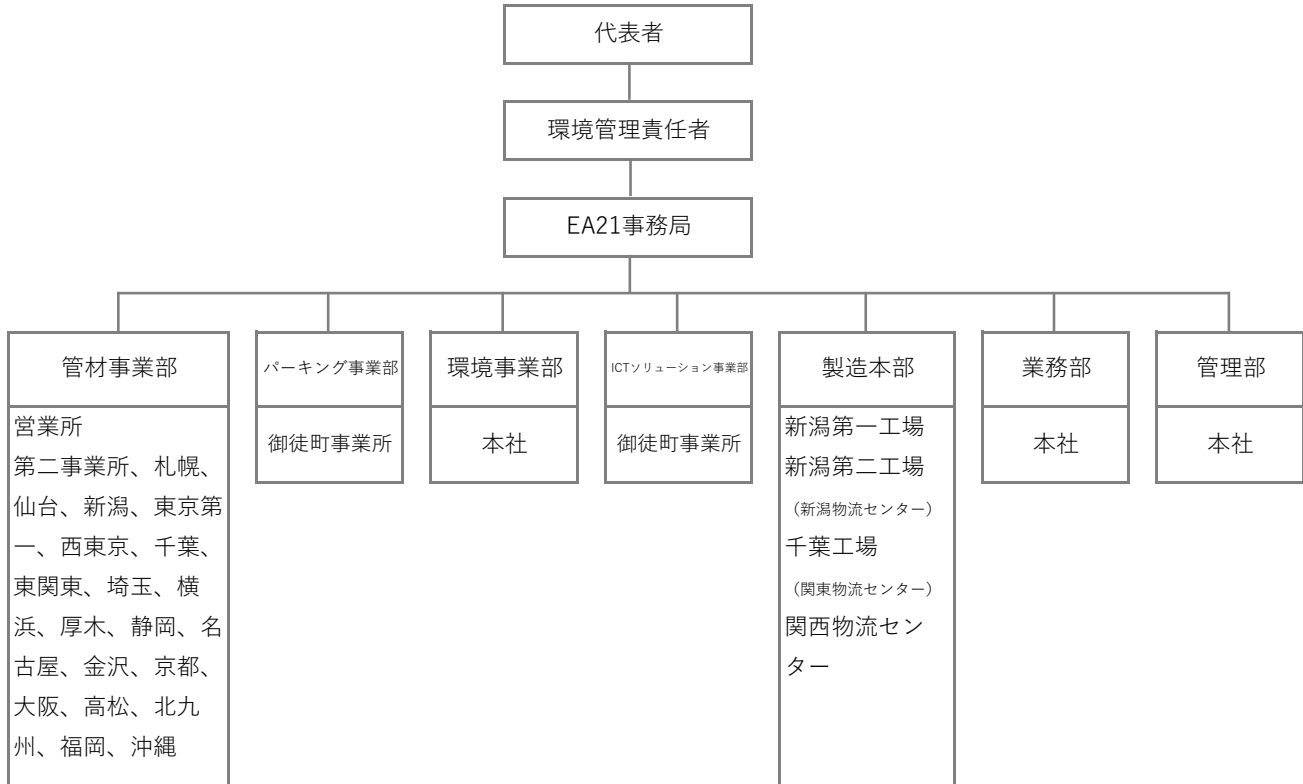 代表者
環境管理責任者
EA21事務局
管材事業部
営業所
第二事業所、札幌、
仙台、新潟、東京第
一、西東京、千葉、
東関東、埼玉、横
浜、厚木、静岡、名
古屋、金沢、京都、
大阪、高松、北九
州、福岡、沖縄
パーキング事業部
御徒町事業所
環境事業部
本社
ICTソリューション事業部
御徒町事業所
製造本部
新潟第一工場
新潟第二工場
（新潟物流センター）
千葉工場
（関東物流センター）
関西物流セン
ター
業務部
本社
管理部
本社